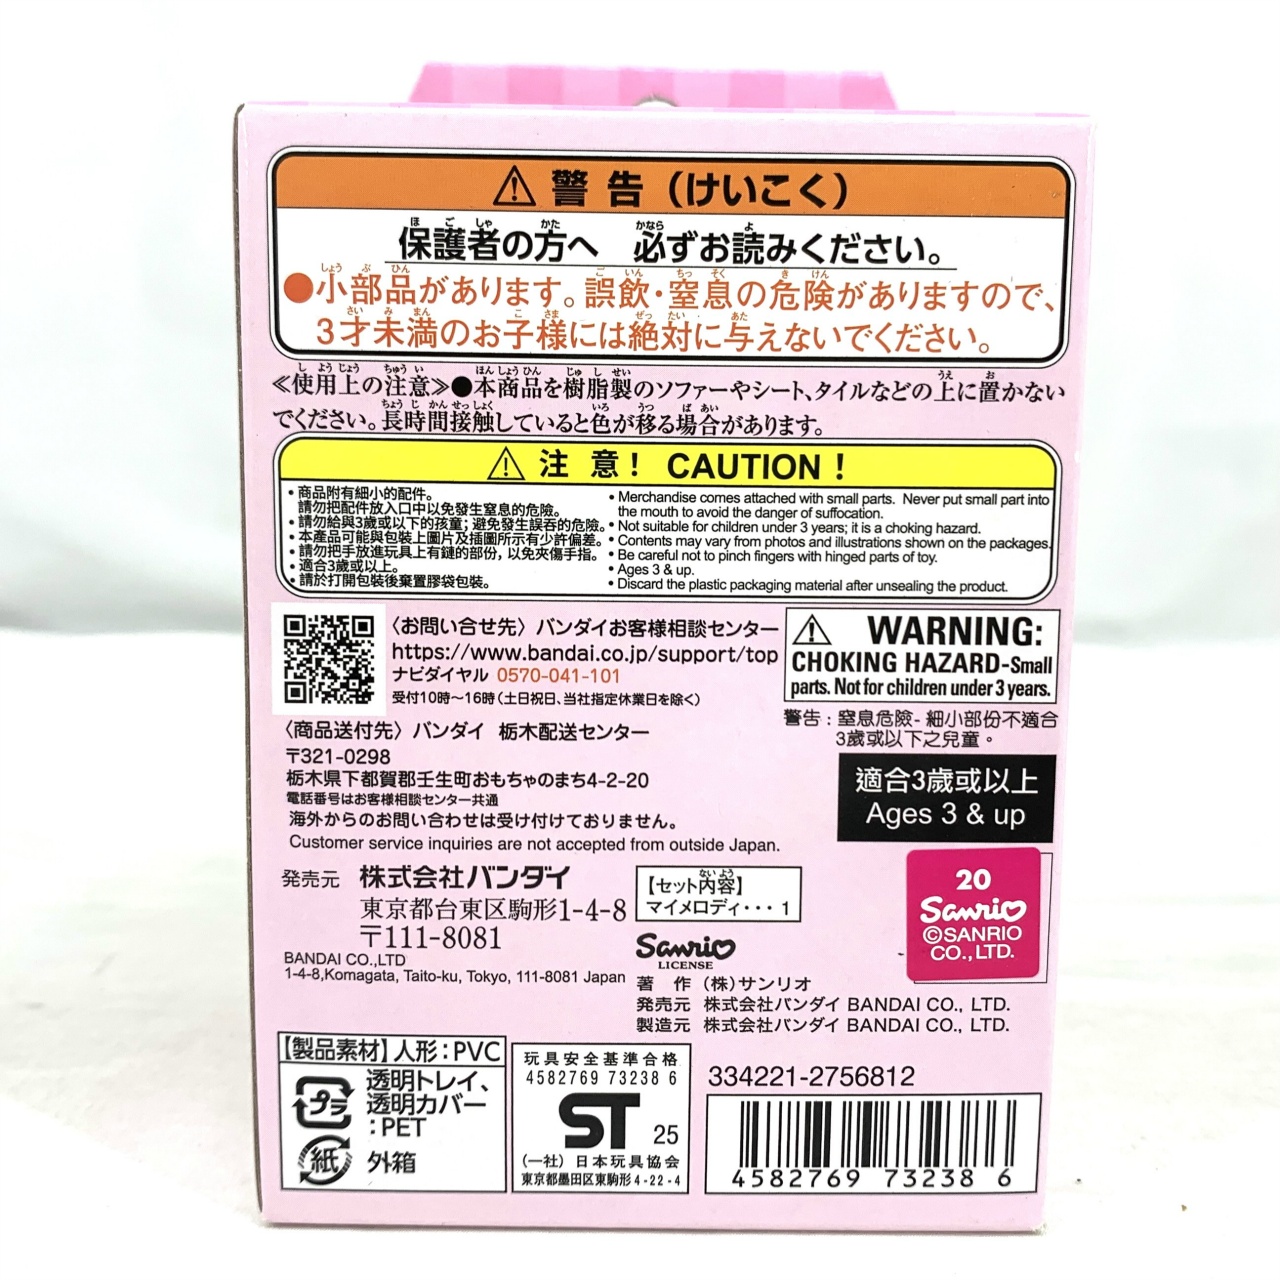 ⚠ 警告（けいこく）
保護者の方へ 必ずお読みください。
●小部品があります。誤飲・窒息の危険がありますので、
3才未満のお子様には絶対に与えないでください。
≪使用上の注意≫●本商品を樹脂製のソファーやシート、タイルなどの上に置かない
でください。長時間接触していると色が移る場合があります。
⚠ 注意！ CAUTION！
・商品附有細小的配件。
請勿把配件放入口中以免發生窒息的危險。
・請勿給與3歲或以下的孩童；避免發生誤吞的危險。
・本產品可能與包裝上圖片及插圖所示有少許偏差。
・請勿把手放進玩具上有鏈的部份，以免夾傷手指。
・適合3歲或以上。
・請於打開包裝後棄置膠袋包裝。
• Merchandise comes attached with small parts. Never put small part into
the mouth to avoid the danger of suffocation.
• Not suitable for children under 3 years; it is a choking hazard.
• Contents may vary from photos and illustrations shown on the packages.
• Be careful not to pinch fingers with hinged parts of toy.
• Ages 3 & up.
• Discard the plastic packaging material after unsealing the product.
〈お問い合せ先〉バンダイお客様相談センター
https://www.bandai.co.jp/support/top
ナビダイヤル 0570-041-101
受付10時～16時（土日祝日、当社指定休業日を除く）
⚠ WARNING:
CHOKING HAZARD-Small
parts. Not for children under 3 years.
警告：窒息危險-細小部份不適合
3歲或以下之兒童。
適合3歲或以上
Ages 3 & up
〈商品送付先〉バンダイ 栃木配送センター
〒321-0298
栃木県下都賀郡壬生町おもちゃのまち4-2-20
電話番号はお客様相談センター共通
海外からのお問い合わせは受け付けておりません。
Customer service inquiries are not accepted from outside Japan.
発売元 株式会社バンダイ
東京都台東区駒形1-4-8
〒111-8081
BANDAI CO.,LTD
1-4-8,Komagata, Taito-ku, Tokyo, 111-8081 Japan
【セット内容】
マイメロディ・・・1
20
Sanrio
©SANRIO
CO.,LTD.
Sanrio
LICENSE
著作 （株）サンリオ
発売元 株式会社バンダイ BANDAI CO., LTD.
製造元 株式会社バンダイ BANDAI CO., LTD.
【製品素材】人形：PVC
プラ 透明トレイ、
透明カバー
：PET
紙 外箱
玩具安全基準合格
4582769 73238 6
ST 25
（一社）日本玩具協会
東京都墨田区東駒形4-22-4
334221-2756812
4582769 73238 6